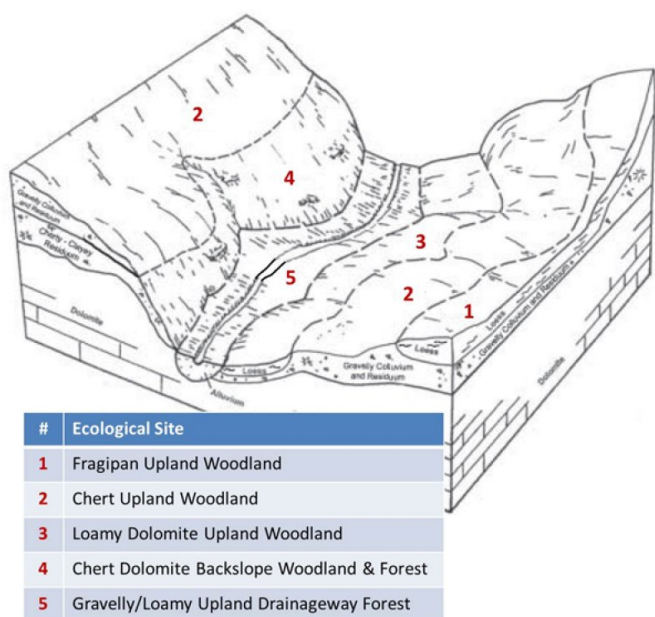 2
4
3
5
2
1
Gravelly Colluvium
and Residuum
Cherty - Clayey
Residuum
Dolomite
Alluvium
Loess
Gravelly Colluvium
and Residuum
Loess
Loess
Gravelly Colluvium and Residuum
Dolomite
# Ecological Site
1 Fragipan Upland Woodland
2 Chert Upland Woodland
3 Loamy Dolomite Upland Woodland
4 Chert Dolomite Backslope Woodland & Forest
5 Gravelly/Loamy Upland Drainageway Forest